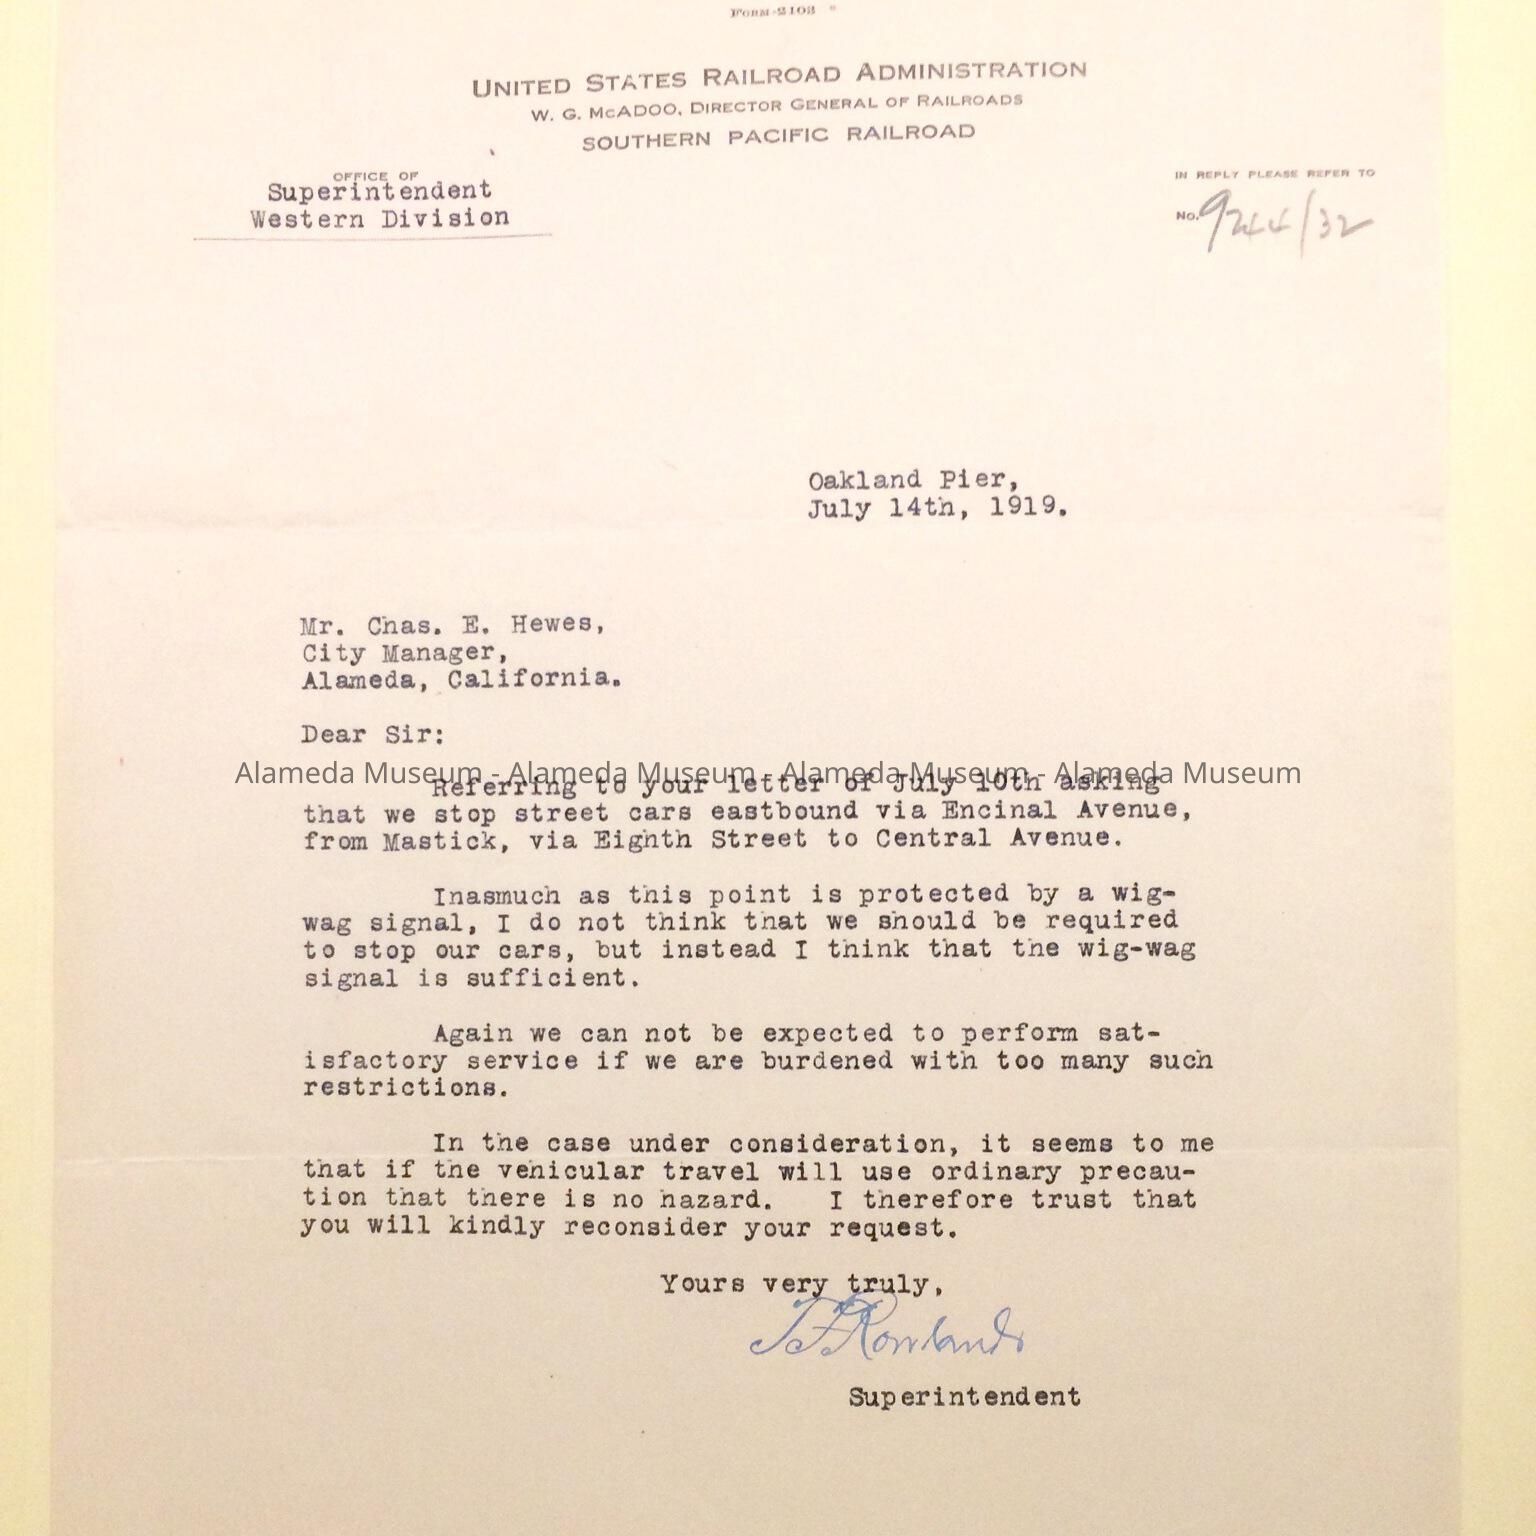 FORM-2103
UNITED STATES RAILROAD ADMINISTRATION
W. G. McADOO, DIRECTOR GENERAL OF RAILROADS
SOUTHERN PACIFIC RAILROAD
OFFICE OF
Superintendent
Western Division
IN REPLY PLEASE REFER TO
No. 9244/32
Oakland Pier,
July 14th, 1919.
Mr. Chas. E. Hewes,
City Manager,
Alameda, California.
Dear Sir:
Alameda Museum - Alameda Museum - Alameda Museum - Alameda Museum
Referring to your letter of July 10th asking
that we stop street cars eastbound via Encinal Avenue,
from Mastick, via Eighth Street to Central Avenue.
Inasmuch as this point is protected by a wig-
wag signal, I do not think that we should be required
to stop our cars, but instead I think that the wig-wag
signal is sufficient.
Again we can not be expected to perform sat-
isfactory service if we are burdened with too many such
restrictions.
In the case under consideration, it seems to me
that if the vehicular travel will use ordinary precau-
tion that there is no hazard. I therefore trust that
you will kindly reconsider your request.
Yours very truly,
T F Rowlands
Superintendent